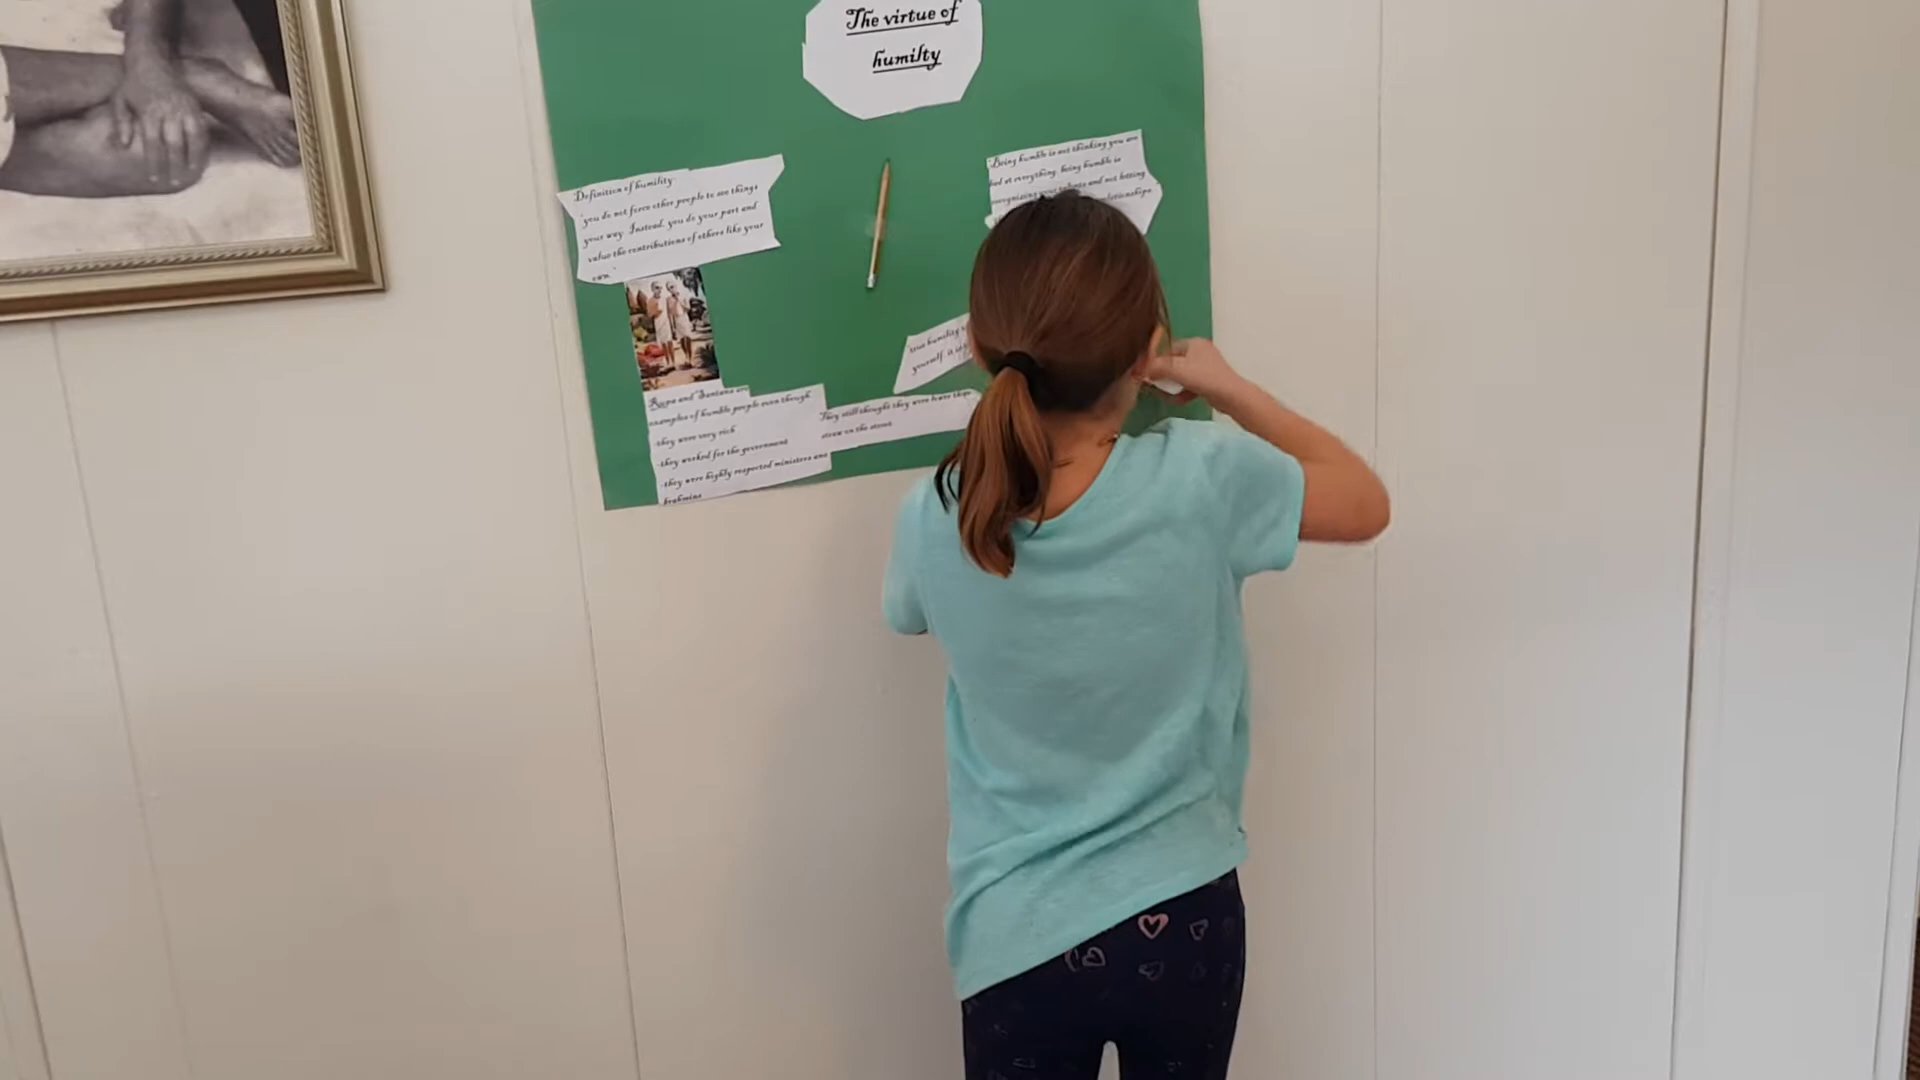 The virtue of
humilty
Definition of humility
"you do not force other people to see things
your way. Instead, you do your part and
value the contributions of others like your
own."
"Being humble is not thinking you are
bad at everything. being humble is
recognizing your talents and not letting
relationships
"true humility
yourself. it is
Rupa and Santana are
examples of humble people even though
-they were very rich
-they worked for the government
-they were highly respected ministers and
brahmins
They still thought they were lower than
straw on the street